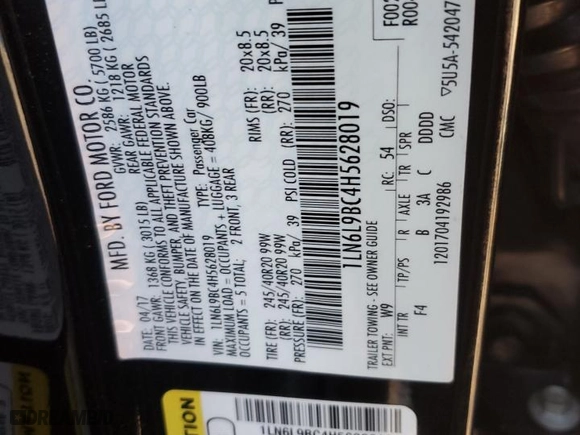 MFD. BY FORD MOTOR CO.
GVWR: 2586 KG ( 5700 LB)
FRONT GAWR: 1368 KG ( 3015 LB) REAR GAWR: 1218 KG ( 2685
DATE: 04/17
THIS VEHICLE CONFORMS TO ALL APPLICABLE FEDERAL MOTOR
VEHICLE SAFETY, BUMPER, AND THEFT PREVENTION STANDARDS
IN EFFECT ON THE DATE OF MANUFACTURE SHOWN ABOVE.
VIN: 1LN6L9BC4H5628019 TYPE: Passenger Car
MAXIMUM LOAD = OCCUPANTS + LUGGAGE = 408KG/ 900LB
OCCUPANTS = 5 TOTAL; 2 FRONT, 3 REAR
TIRE (FR): 245/40R20 99W RIMS (FR): 20x8.5
(RR): 245/40R20 99W (RR): 20x8.5
PRESSURE (FR): 270 kPa/ 39 PSI COLD (RR): 270 kPa/ 39
1LN6L9BC4H5628019
TRAILER TOWING - SEE OWNER GUIDE
EXT PNT: W9 RC: 54 DSO:
INT TR TP/PS R AXLE TR SPR
F4 B 3A C DDDD
1201704192986 CMC
5U5A-542047